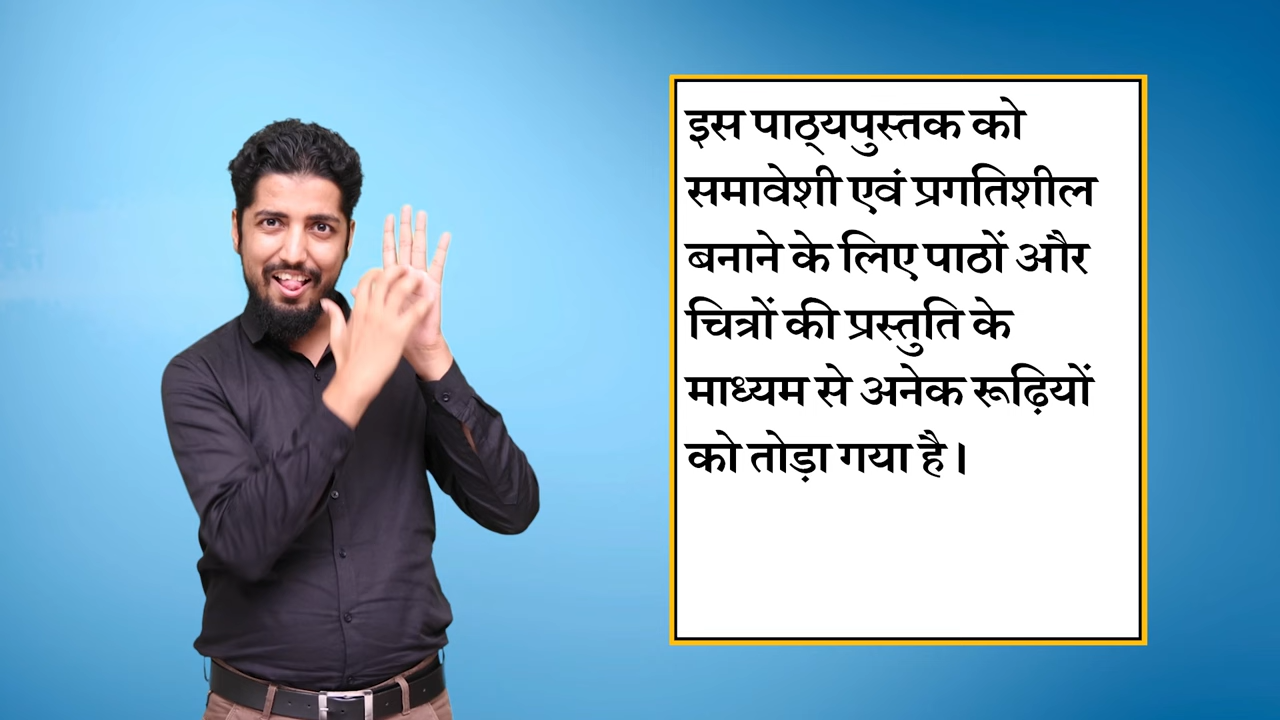 इस पाठ्यपुस्तक को
समावेशी एवं प्रगतिशील
बनाने के लिए पाठों और
चित्रों की प्रस्तुति के
माध्यम से अनेक रूढ़ियों
को तोड़ा गया है।